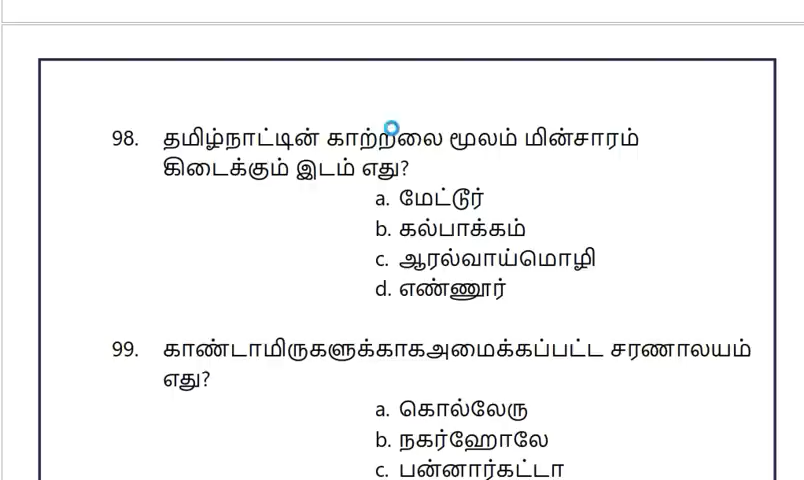 98. தமிழ்நாட்டின் காற்றலை மூலம் மின்சாரம்
கிடைக்கும் இடம் எது?
a. மேட்டூர்
b. கல்பாக்கம்
c. ஆரல்வாய்மொழி
d. எண்ணூர்
99. காண்டாமிருகளுக்காகஅமைக்கப்பட்ட சரணாலயம்
எது?
a. கொல்லேரு
b. நகர்ஹோலே
c. பன்னார்கட்டா